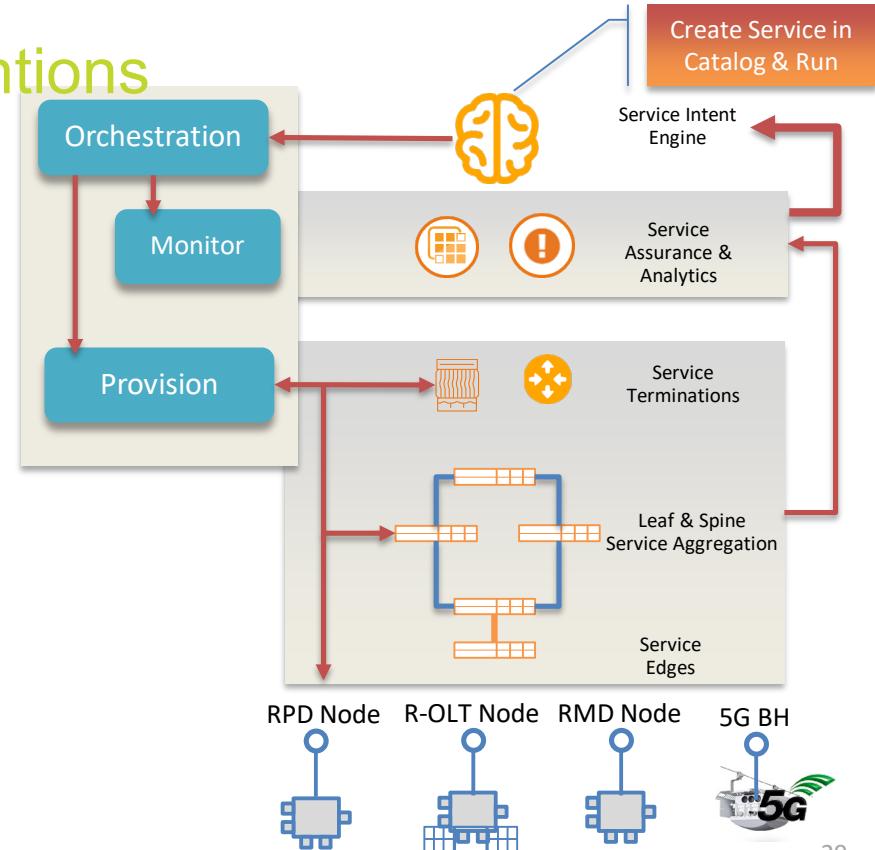 ntions
Create Service in
Catalog & Run
Orchestration
Service Intent
Engine
Monitor
Service
Assurance &
Analytics
Provision
Service
Terminations
Leaf & Spine
Service Aggregation
Service
Edges
RPD Node
R-OLT Node
RMD Node
5G BH
5G